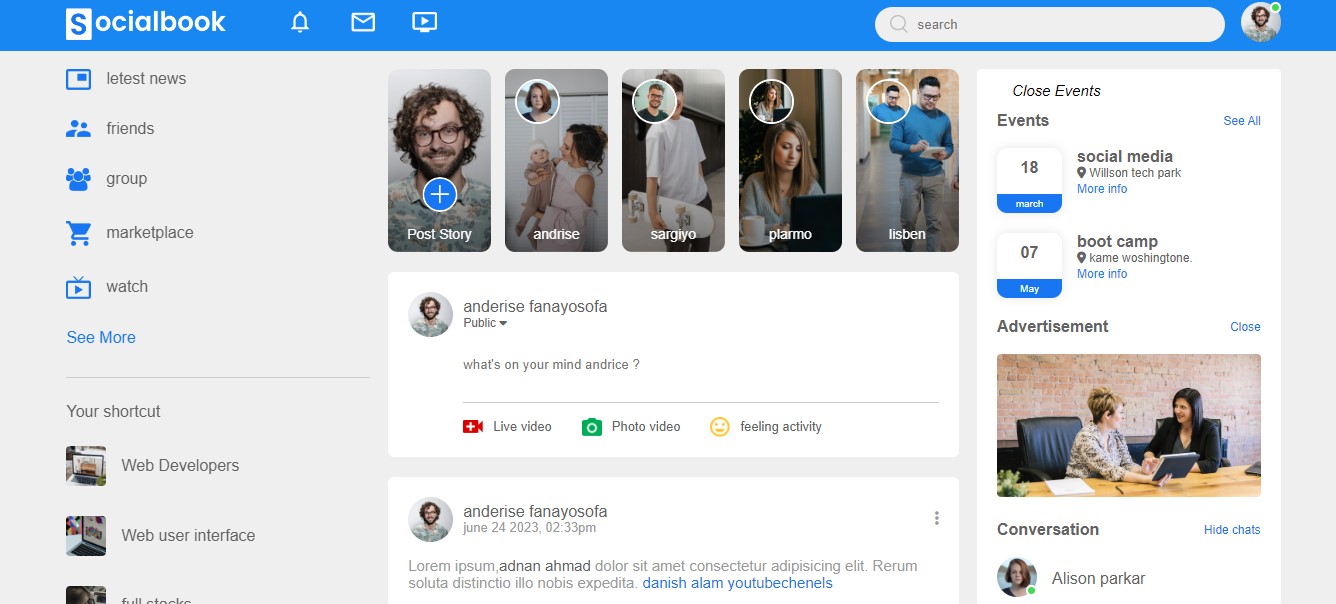 Socialbook
search
letest news
friends
group
marketplace
watch
See More
Your shortcut
Web Developers
Web user interface
full stacks
Post Story
andrise
sargiyo
plarmo
lisben
anderise fanayosofa
Public
what's on your mind andrice ?
Live video
Photo video
feeling activity
anderise fanayosofa
june 24 2023, 02:33pm
Lorem ipsum,adnan ahmad dolor sit amet consectetur adipisicing elit. Rerum
soluta distinctio illo nobis expedita. danish alam youtubechenels
Close Events
Events See All
18
march
social media
Willson tech park
More info
07
May
boot camp
kame woshingtone.
More info
Advertisement Close
Conversation Hide chats
Alison parkar